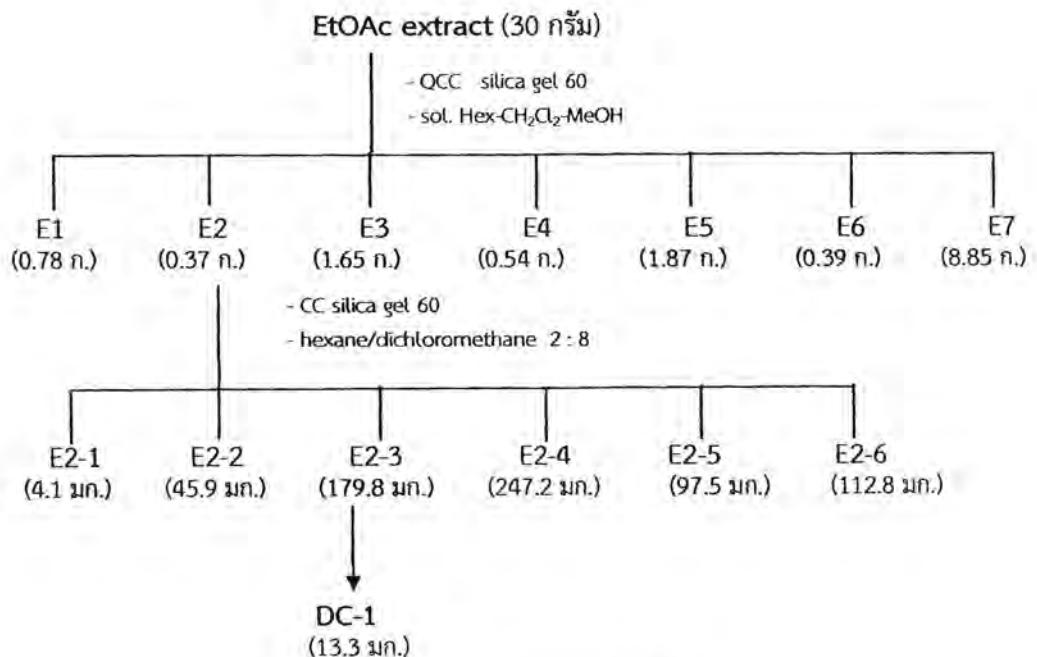 EtOAc extract (30 กรัม)
- QCC silica gel 60
- sol. Hex-CH₂Cl₂-MeOH
E1 E2 E3 E4 E5 E6 E7
(0.78 ก.) (0.37 ก.) (1.65 ก.) (0.54 ก.) (1.87 ก.) (0.39 ก.) (8.85 ก.)
- CC silica gel 60
- hexane/dichloromethane 2 : 8
E2-1 E2-2 E2-3 E2-4 E2-5 E2-6
(4.1 มก.) (45.9 มก.) (179.8 มก.) (247.2 มก.) (97.5 มก.) (112.8 มก.)
DC-1
(13.3 มก.)